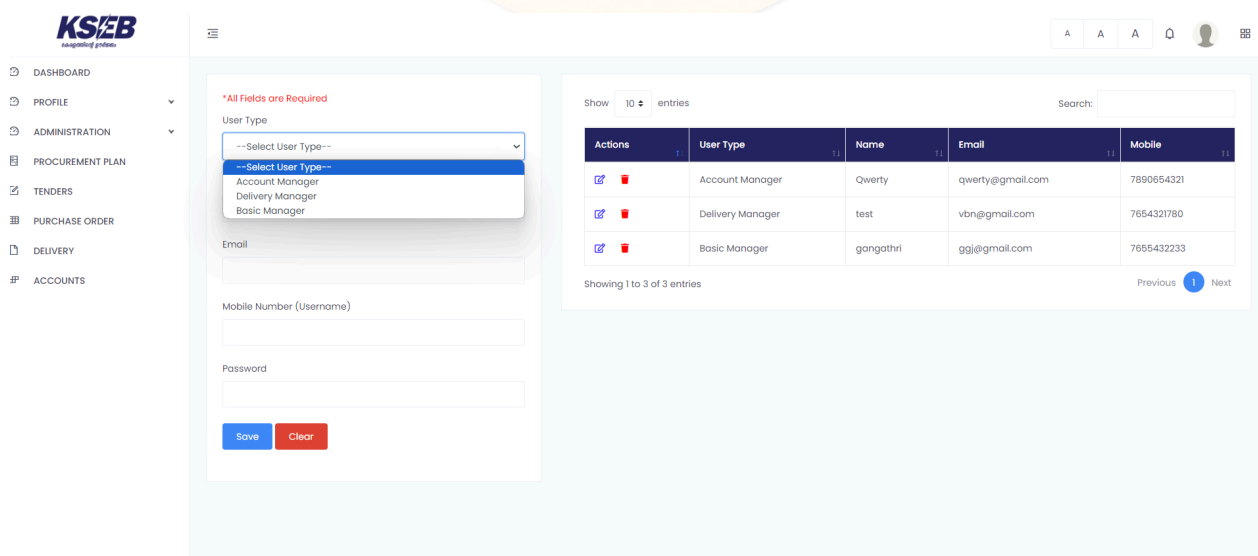 KSEB
A A A
DASHBOARD
PROFILE
ADMINISTRATION
PROCUREMENT PLAN
TENDERS
PURCHASE ORDER
DELIVERY
ACCOUNTS
*All Fields are Required
User Type
--Select User Type--
--Select User Type--
Account Manager
Delivery Manager
Basic Manager
Email
Mobile Number (Username)
Password
Save Clear
Show 10 entries Search:
Actions User Type Name Email Mobile
Account Manager Qwerty qwerty@gmail.com 7890654321
Delivery Manager test vbn@gmail.com 7654321780
Basic Manager gangathri ggj@gmail.com 7655432233
Showing 1 to 3 of 3 entries Previous 1 Next